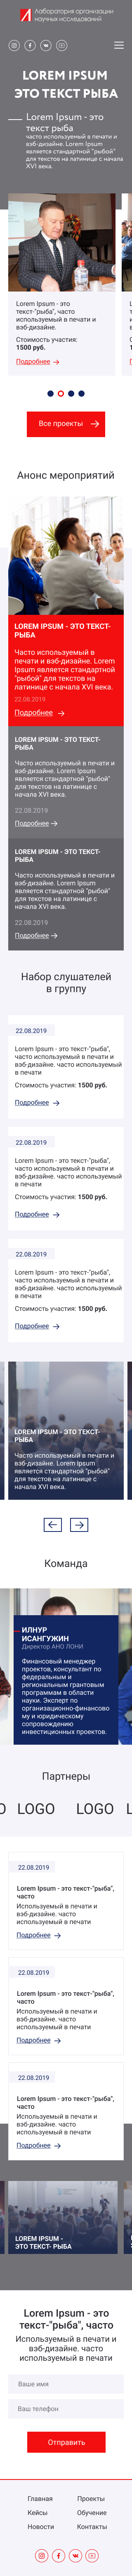 Лаборатория организации
научных исследований
LOREM IPSUM
ЭТО ТЕКСТ РЫБА
Lorem Ipsum - это
текст рыба
часто используемый в печати и
вэб-дизайне. Lorem Ipsum
является стандартной "рыбой"
для текстов на латинице с начала
XVI века.
Lorem Ipsum - это
текст-"рыба", часто
используемый в печати и
вэб-дизайне.
Стоимость участия:
1500 руб.
Подробнее
Все проекты
Анонс мероприятий
LOREM IPSUM - ЭТО ТЕКСТ-
РЫБА
Часто используемый в
печати и вэб-дизайне. Lorem
Ipsum является стандартной
"рыбой" для текстов на
латинице с начала XVI века.
22.08.2019
Подробнее
LOREM IPSUM - ЭТО ТЕКСТ-
РЫБА
Часто используемый в печати и
вэб-дизайне. Lorem Ipsum
является стандартной "рыбой"
для текстов на латинице с
начала XVI века.
22.08.2019
Подробнее
LOREM IPSUM - ЭТО ТЕКСТ-
РЫБА
Часто используемый в печати и
вэб-дизайне. Lorem Ipsum
является стандартной "рыбой"
для текстов на латинице с
начала XVI века.
22.08.2019
Подробнее
Набор слушателей
в группу
22.08.2019
Lorem Ipsum - это текст-"рыба",
часто используемый в печати и
вэб-дизайне. часто используемый
в печати
Стоимость участия: 1500 руб.
Подробнее
22.08.2019
Lorem Ipsum - это текст-"рыба",
часто используемый в печати и
вэб-дизайне. часто используемый
в печати
Стоимость участия: 1500 руб.
Подробнее
22.08.2019
Lorem Ipsum - это текст-"рыба",
часто используемый в печати и
вэб-дизайне. часто используемый
в печати
Стоимость участия: 1500 руб.
Подробнее
LOREM IPSUM - ЭТО ТЕКСТ-
РЫБА
Часто используемый в печати и
вэб-дизайне. Lorem Ipsum
является стандартной "рыбой"
для текстов на латинице с
начала XVI века.
Команда
ИЛНУР
ИСАНГУЖИН
Директор АНО ЛОНИ
Финансовый менеджер
проектов, консультант по
федеральным и
региональным грантовым
программам в области
науки. Эксперт по
организационно-финансово
му и юридическому
сопровождению
инвестиционных проектов.
Партнеры
LOGO LOGO
22.08.2019
Lorem Ipsum - это текст-"рыба",
часто
Используемый в печати и
вэб-дизайне. часто
используемый в печати
Подробнее
22.08.2019
Lorem Ipsum - это текст-"рыба",
часто
Используемый в печати и
вэб-дизайне. часто
используемый в печати
Подробнее
22.08.2019
Lorem Ipsum - это текст-"рыба",
часто
Используемый в печати и
вэб-дизайне. часто
используемый в печати
Подробнее
LOREM IPSUM -
ЭТО ТЕКСТ- РЫБА
Lorem Ipsum - это
текст-"рыба", часто
Используемый в печати и
вэб-дизайне. часто
используемый в печати
Ваше имя
Ваш телефон
Отправить
Главная Проекты
Кейсы Обучение
Новости Контакты